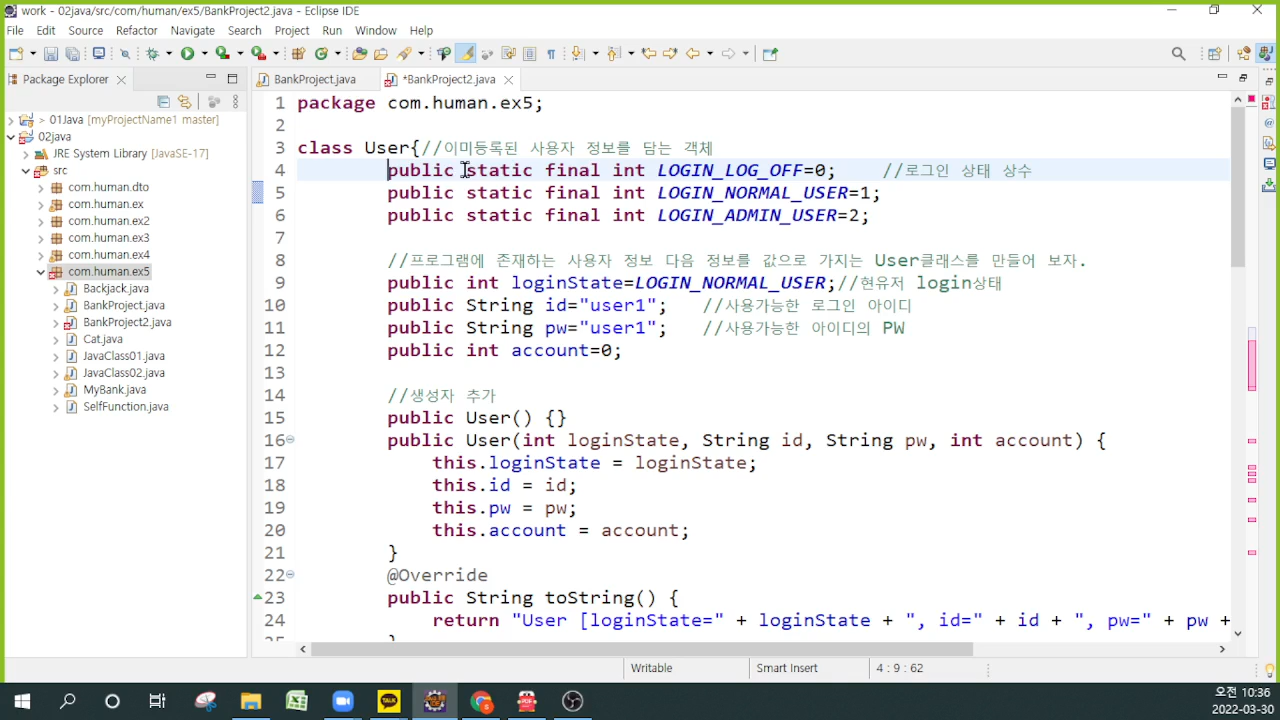 work - 02java/src/com/human/ex5/BankProject2.java - Eclipse IDE
File Edit Source Refactor Navigate Search Project Run Window Help
Package Explorer
BankProject.java
*BankProject2.java
01Java [myProjectName1 master]
02java
JRE System Library [JavaSE-17]
src
com.human.dto
com.human.ex
com.human.ex2
com.human.ex3
com.human.ex4
com.human.ex5
Backjack.java
BankProject.java
BankProject2.java
Cat.java
JavaClass01.java
JavaClass02.java
MyBank.java
SelfFunction.java
1 package com.human.ex5;
2
3 class User{//이미등록된 사용자 정보를 담는 객체
4 public static final int LOGIN_LOG_OFF=0; //로그인 상태 상수
5 public static final int LOGIN_NORMAL_USER=1;
6 public static final int LOGIN_ADMIN_USER=2;
7
8 //프로그램에 존재하는 사용자 정보 다음 정보를 값으로 가지는 User클래스를 만들어 보자.
9 public int loginState=LOGIN_NORMAL_USER;//현유저 login상태
10 public String id="user1"; //사용가능한 로그인 아이디
11 public String pw="user1"; //사용가능한 아이디의 PW
12 public int account=0;
13
14 //생성자 추가
15 public User() {}
16 public User(int loginState, String id, String pw, int account) {
17 this.loginState = loginState;
18 this.id = id;
19 this.pw = pw;
20 this.account = account;
21 }
22 @Override
23 public String toString() {
24 return "User [loginState=" + loginState + ", id=" + id + ", pw=" + pw +
25 }
Writable
Smart Insert
4 : 9 : 62
TALK
PDF
오전 10:36
2022-03-30